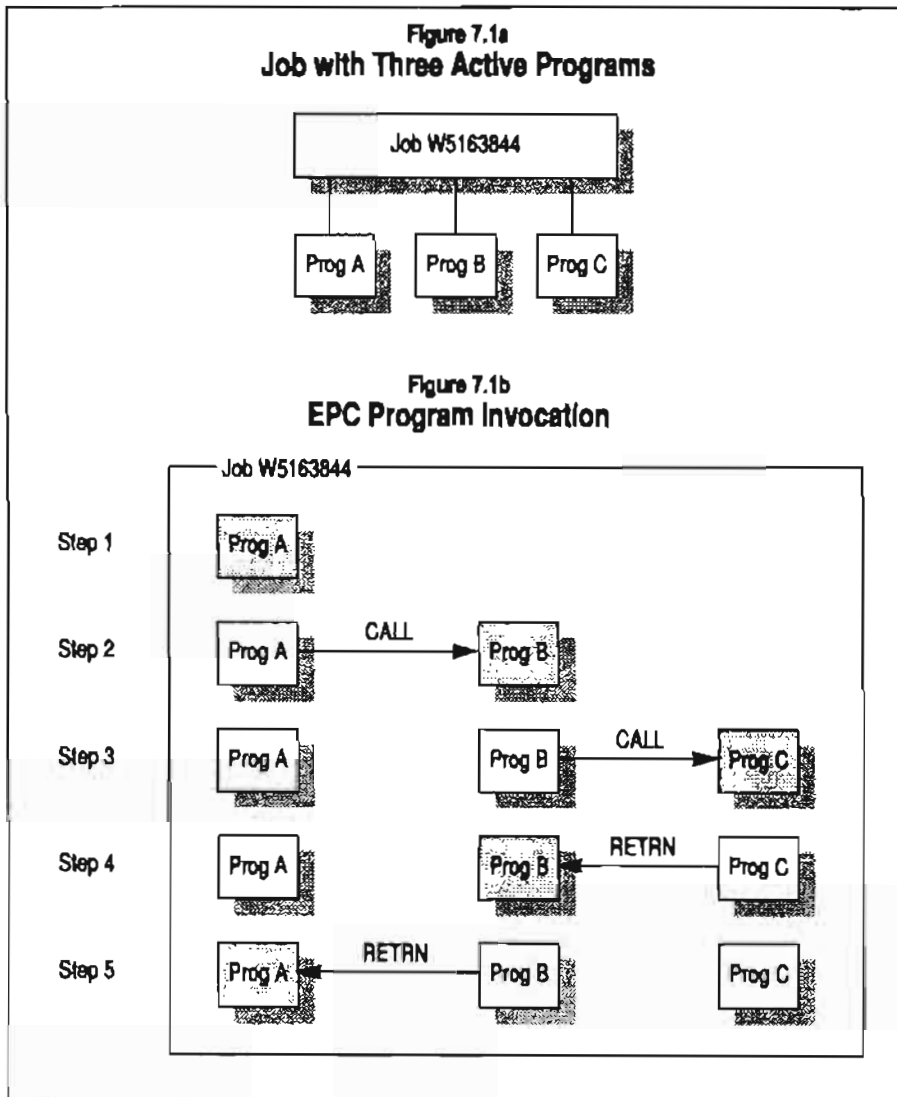 Figure 7.1a
Job with Three Active Programs
Job W5163844
Prog A Prog B Prog C
Figure 7.1b
EPC Program Invocation
Job W5163844
Step 1 Prog A
Step 2 Prog A CALL Prog B
Step 3 Prog A Prog B CALL Prog C
Step 4 Prog A Prog B RETRN Prog C
Step 5 Prog A RETRN Prog B Prog C